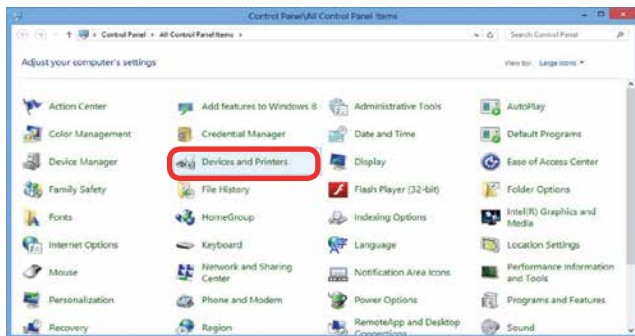 Control Panel\All Control Panel Items
Control Panel All Control Panel Items
Search Control Panel
Adjust your computer's settings
View by: Large icons
Action Center
Add features to Windows 8
Administrative Tools
AutoPlay
Color Management
Credential Manager
Date and Time
Default Programs
Device Manager
Devices and Printers
Display
Ease of Access Center
Family Safety
File History
Flash Player (32-bit)
Folder Options
Fonts
HomeGroup
Indexing Options
Intel(R) Graphics and
Media
Internet Options
Keyboard
Language
Location Settings
Mouse
Network and Sharing
Center
Notification Area Icons
Performance Information
and Tools
Personalization
Phone and Modem
Power Options
Programs and Features
Recovery
Region
RemoteApp and Desktop
Connections
Sound